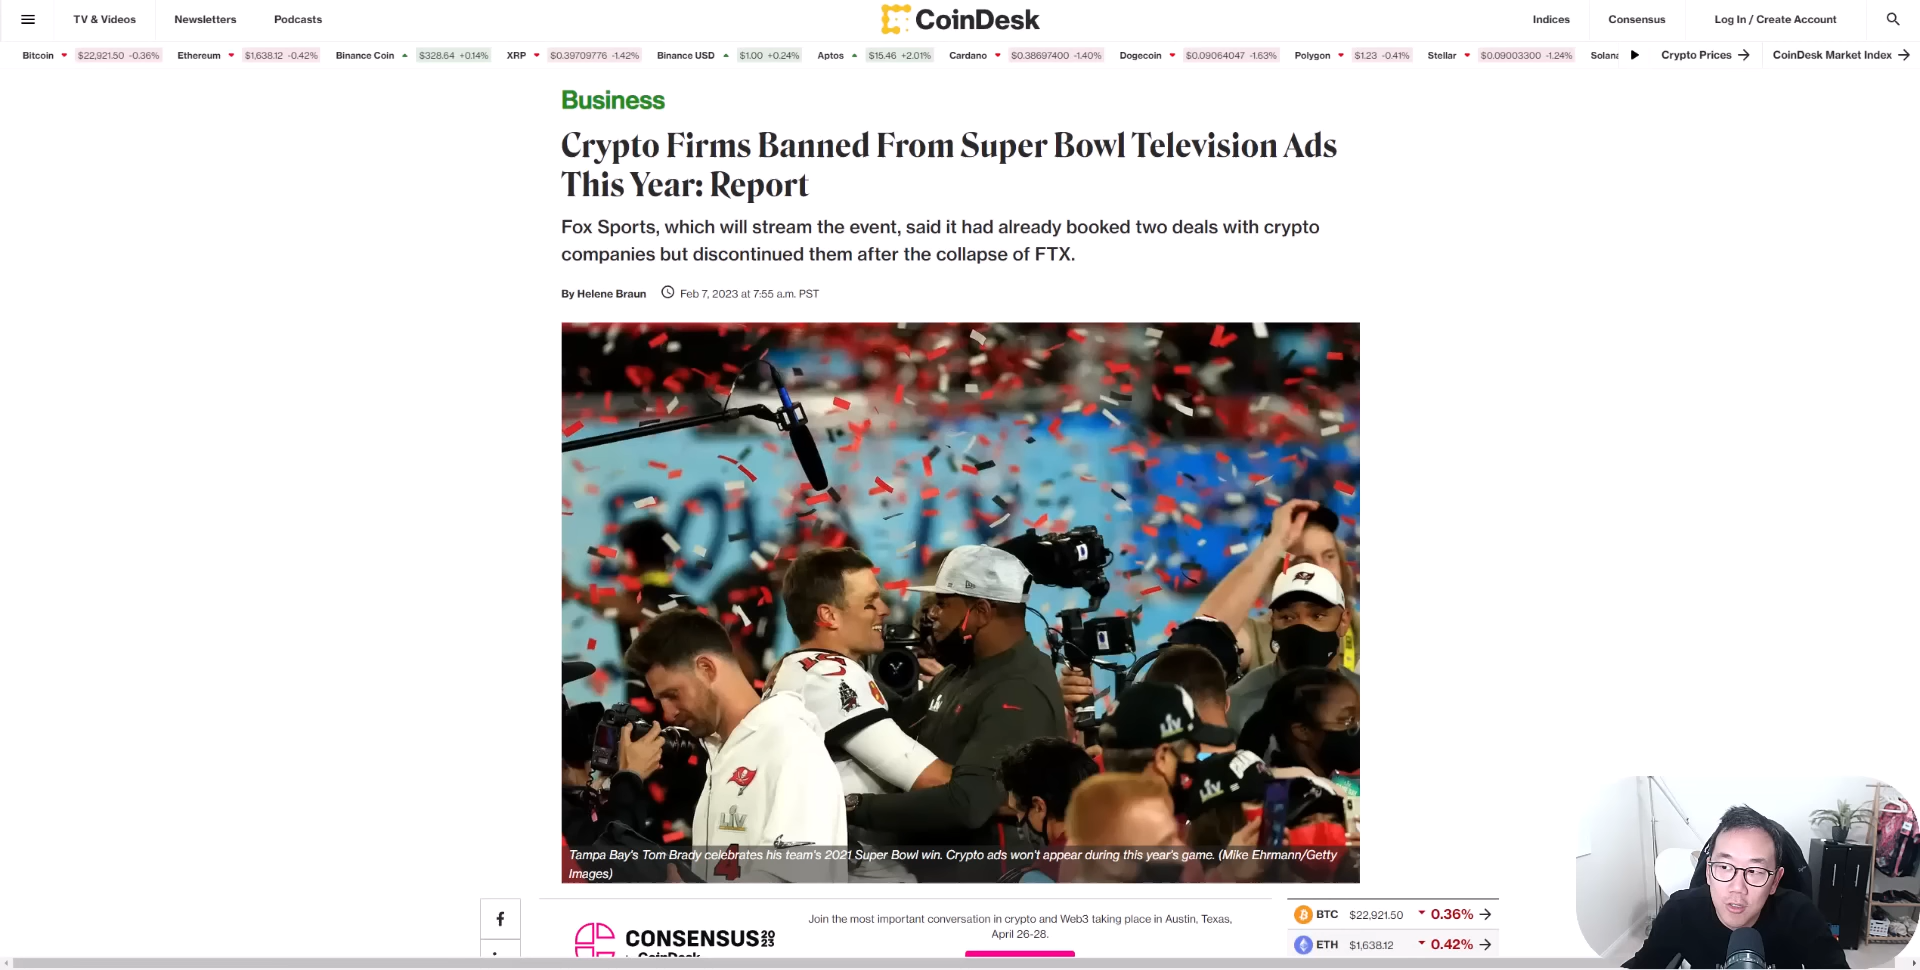 TV & Videos
Newsletters
Podcasts
CoinDesk
Indices
Consensus
Log In / Create Account
Bitcoin $22,921.50 -0.36% Ethereum $1,638.12 -0.42% Binance Coin $328.64 +0.14% XRP $0.39709776 -1.42% Binance USD $1.00 +0.24% Aptos $15.46 +2.01% Cardano $0.38697400 -1.40% Dogecoin $0.09064047 -1.63% Polygon $1.23 -0.41% Stellar $0.09003300 -1.24% Solana
Crypto Prices
CoinDesk Market Index
Business
Crypto Firms Banned From Super Bowl Television Ads
This Year: Report
Fox Sports, which will stream the event, said it had already booked two deals with crypto
companies but discontinued them after the collapse of FTX.
By Helene Braun Feb 7, 2023 at 7:55 a.m. PST
LIV
LIV
LIV
Tampa Bay's Tom Brady celebrates his team's 2021 Super Bowl win. Crypto ads won't appear during this year's game. (Mike Ehrmann/Getty
Images)
CONSENSUS 20
23
by CoinDesk
Join the most important conversation in crypto and Web3 taking place in Austin, Texas,
April 26-28.
BTC $22,921.50 0.36%
ETH $1,638.12 0.42%